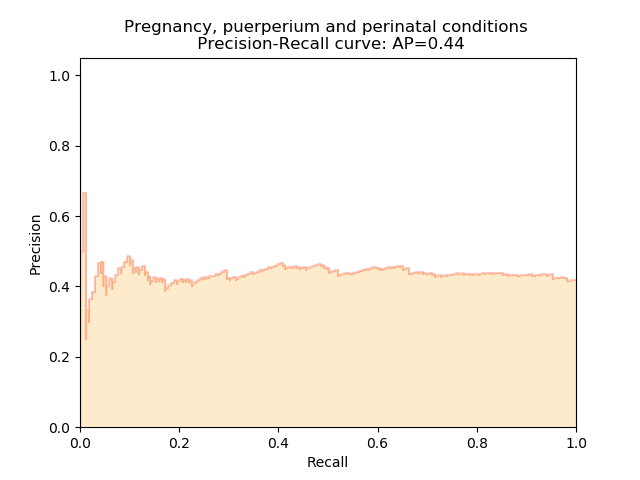 Pregnancy, puerperium and perinatal conditions
Precision-Recall curve: AP=0.44
1.0
0.8
0.6
0.4
0.2
0.0
Precision
0.0 0.2 0.4 0.6 0.8 1.0
Recall